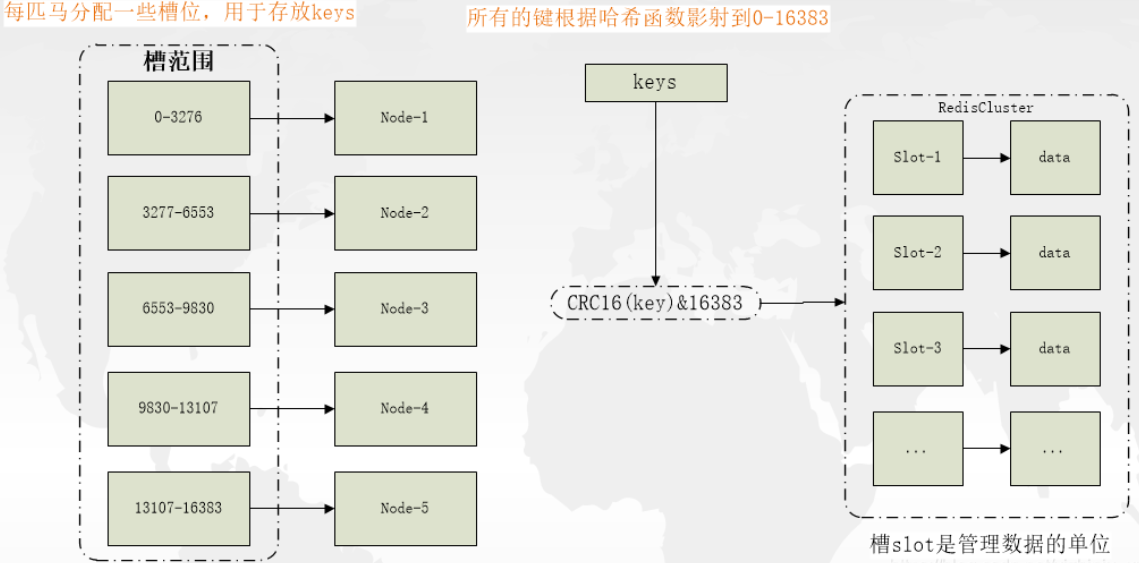 每匹马分配一些槽位，用于存放keys
所有的键根据哈希函数影射到0-16383
槽范围
0-3276
Node-1
3277-6553
Node-2
6553-9830
Node-3
9830-13107
Node-4
13107-16383
Node-5
keys
CRC16(key)&16383
RedisCluster
Slot-1
data
Slot-2
data
Slot-3
data
...
...
槽slot是管理数据的单位